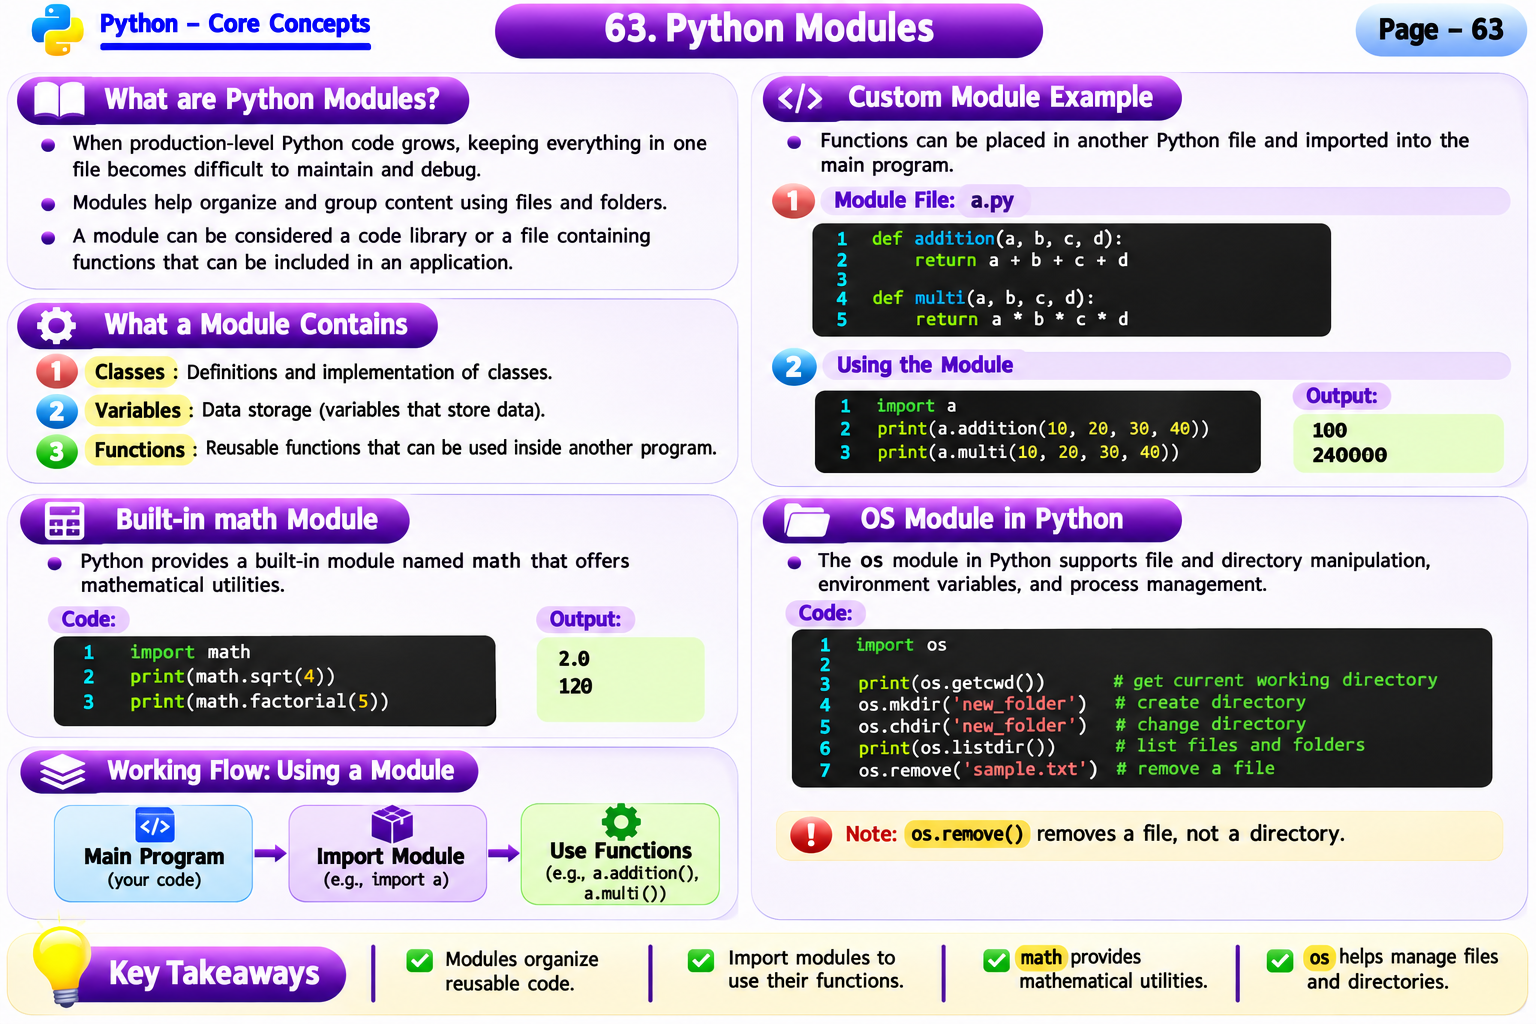 Python – Core Concepts
63. Python Modules
Page – 63
What are Python Modules?
When production-level Python code grows, keeping everything in one
file becomes difficult to maintain and debug.
Modules help organize and group content using files and folders.
A module can be considered a code library or a file containing
functions that can be included in an application.
What a Module Contains
1 Classes : Definitions and implementation of classes.
2 Variables : Data storage (variables that store data).
3 Functions : Reusable functions that can be used inside another program.
Built-in math Module
Python provides a built-in module named math that offers
mathematical utilities.
Code:
1 import math
2 print(math.sqrt(4))
3 print(math.factorial(5))
Output:
2.0
120
Working Flow: Using a Module
</>
Main Program
(your code)
Import Module
(e.g., import a)
Use Functions
(e.g., a.addition(),
a.multi())
</> Custom Module Example
Functions can be placed in another Python file and imported into the
main program.
1 Module File: a.py
1 def addition(a, b, c, d):
2     return a + b + c + d
3
4 def multi(a, b, c, d):
5     return a * b * c * d
2 Using the Module
1 import a
2 print(a.addition(10, 20, 30, 40))
3 print(a.multi(10, 20, 30, 40))
Output:
100
240000
OS Module in Python
The os module in Python supports file and directory manipulation,
environment variables, and process management.
Code:
1 import os
2
3 print(os.getcwd()) # get current working directory
4 os.mkdir('new_folder') # create directory
5 os.chdir('new_folder') # change directory
6 print(os.listdir()) # list files and folders
7 os.remove('sample.txt') # remove a file
! Note: os.remove() removes a file, not a directory.
Key Takeaways
Modules organize
reusable code.
Import modules to
use their functions.
math provides
mathematical utilities.
os helps manage files
and directories.